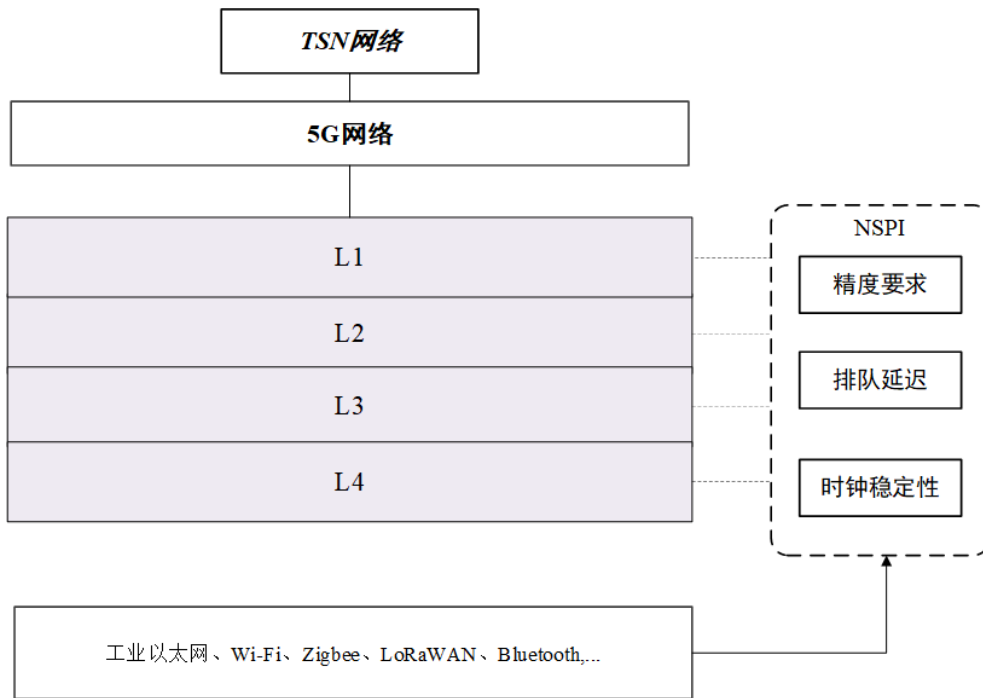 TSN网络
5G网络
L1
L2
L3
L4
NSPI
精度要求
排队延迟
时钟稳定性
工业以太网、Wi-Fi、Zigbee、LoRaWAN、Bluetooth,...